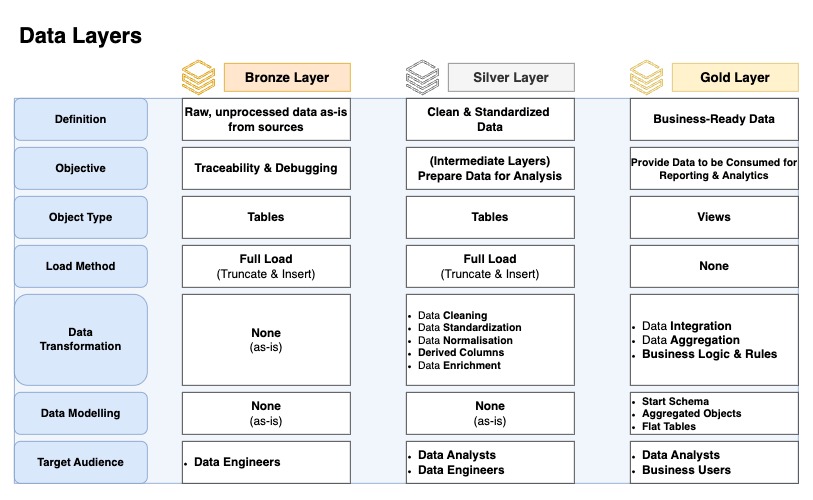 Data Layers
Bronze Layer
Silver Layer
Gold Layer
Definition
Raw, unprocessed data as-is
from sources
Clean & Standardized
Data
Business-Ready Data
Objective
Traceability & Debugging
(Intermediate Layers)
Prepare Data for Analysis
Provide Data to be Consumed for
Reporting & Analytics
Object Type
Tables
Tables
Views
Load Method
Full Load
(Truncate & Insert)
Full Load
(Truncate & Insert)
None
Data
Transformation
None
(as-is)
• Data Cleaning
• Data Standardization
• Data Normalisation
• Derived Columns
• Data Enrichment
• Data Integration
• Data Aggregation
• Business Logic & Rules
Data Modelling
None
(as-is)
None
(as-is)
• Start Schema
• Aggregated Objects
• Flat Tables
Target Audience
• Data Engineers
• Data Analysts
• Data Engineers
• Data Analysts
• Business Users